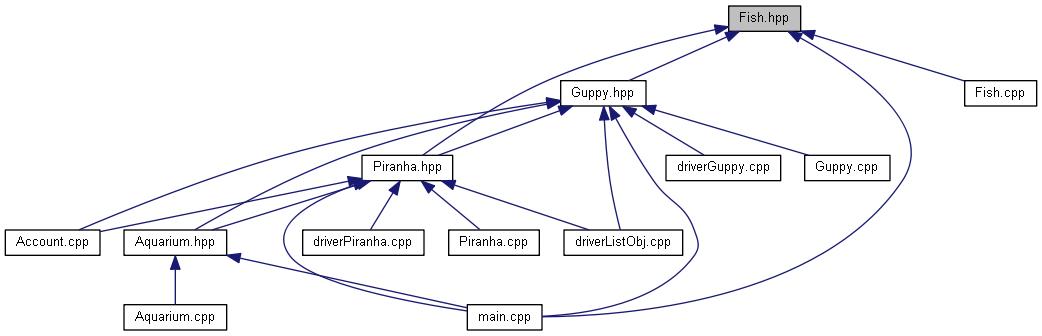 Fish.hpp
Guppy.hpp
Fish.cpp
Piranha.hpp
driverGuppy.cpp
Guppy.cpp
Account.cpp
Aquarium.hpp
driverPiranha.cpp
Piranha.cpp
driverListObj.cpp
Aquarium.cpp
main.cpp